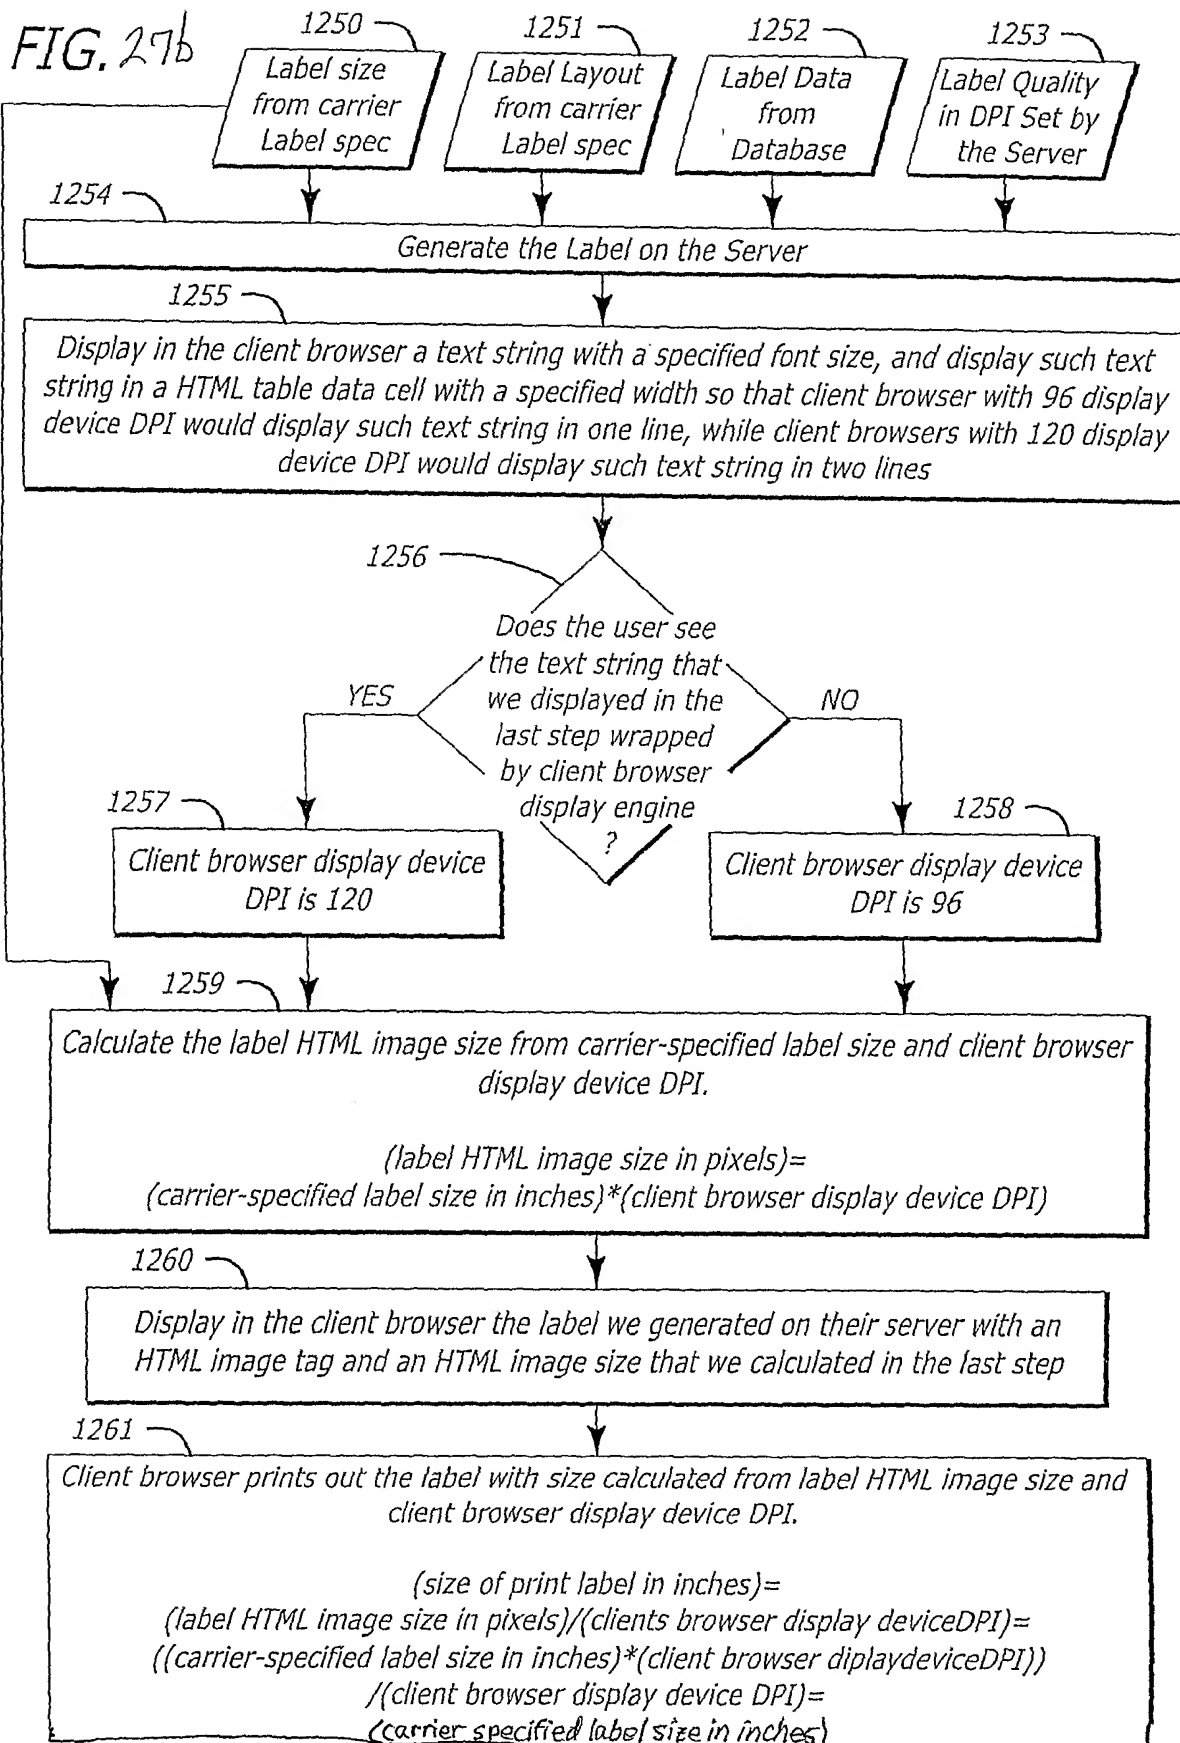 FIG. 27b
1250
1251
1252
1253
Label size
from carrier
Label spec
Label Layout
from carrier
Label spec
Label Data
from
Database
Label Quality
in DPI Set by
the Server
1254
Generate the Label on the Server
1255
Display in the client browser a text string with a specified font size, and display such text
string in a HTML table data cell with a specified width so that client browser with 96 display
device DPI would display such text string in one line, while client browsers with 120 display
device DPI would display such text string in two lines
1256
Does the user see
the text string that
we displayed in the
last step wrapped
by client browser
display engine
?
YES
NO
1257
Client browser display device
DPI is 120
1258
Client browser display device
DPI is 96
1259
Calculate the label HTML image size from carrier-specified label size and client browser
display device DPI.
(label HTML image size in pixels)=
(carrier-specified label size in inches)*(client browser display device DPI)
1260
Display in the client browser the label we generated on their server with an
HTML image tag and an HTML image size that we calculated in the last step
1261
Client browser prints out the label with size calculated from label HTML image size and
client browser display device DPI.
(size of print label in inches)=
(label HTML image size in pixels)/(clients browser display deviceDPI)=
((carrier-specified label size in inches)*(client browser diplaydeviceDPI))
/(client browser display device DPI)=
(carrier specified label size in inches)